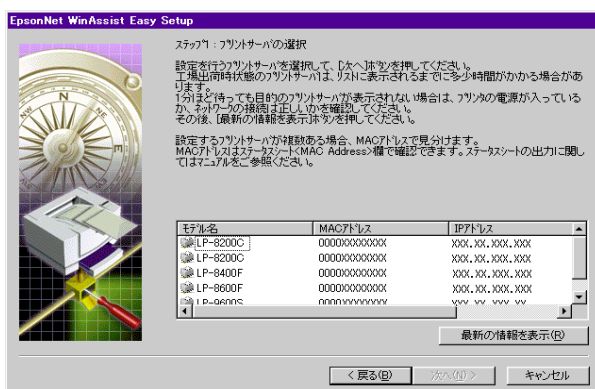 EpsonNet WinAssist Easy Setup
ステップ1：プリントサーバの選択
設定を行うプリントサーバを選択して、[次へ]ボタンを押してください。
工場出荷時状態のプリントサーバは、リストに表示されるまでに多少時間がかかる場合があ
ります。
1分ほど待っても目的のプリントサーバが表示されない場合は、プリンタの電源が入っている
か、ネットワークの接続は正しいかを確認してください。
その後、[最新の情報を表示]ボタンを押してください。
設定するプリントサーバが複数ある場合、MACアドレスで見分けます。
MACアドレスはステータスシート<MAC Address>欄で確認できます。ステータスシートの出力に関し
てはマニュアルをご参照ください。
モデル名 MACアドレス IPアドレス
LP-8200C 0000XXXXXXXX XXX.XX.XXX.XXX
LP-8200C 0000XXXXXXXX XXX.XX.XXX.XXX
LP-8400F 0000XXXXXXXX XXX.XX.XXX.XXX
LP-8600F 0000XXXXXXXX XXX.XX.XXX.XXX
LP-9600S 0000XXXXXXXX XXX.XX.XXX.XX
最新の情報を表示(R)
< 戻る(B) 次へ(N) > キャンセル
N
NW
NE
W
E